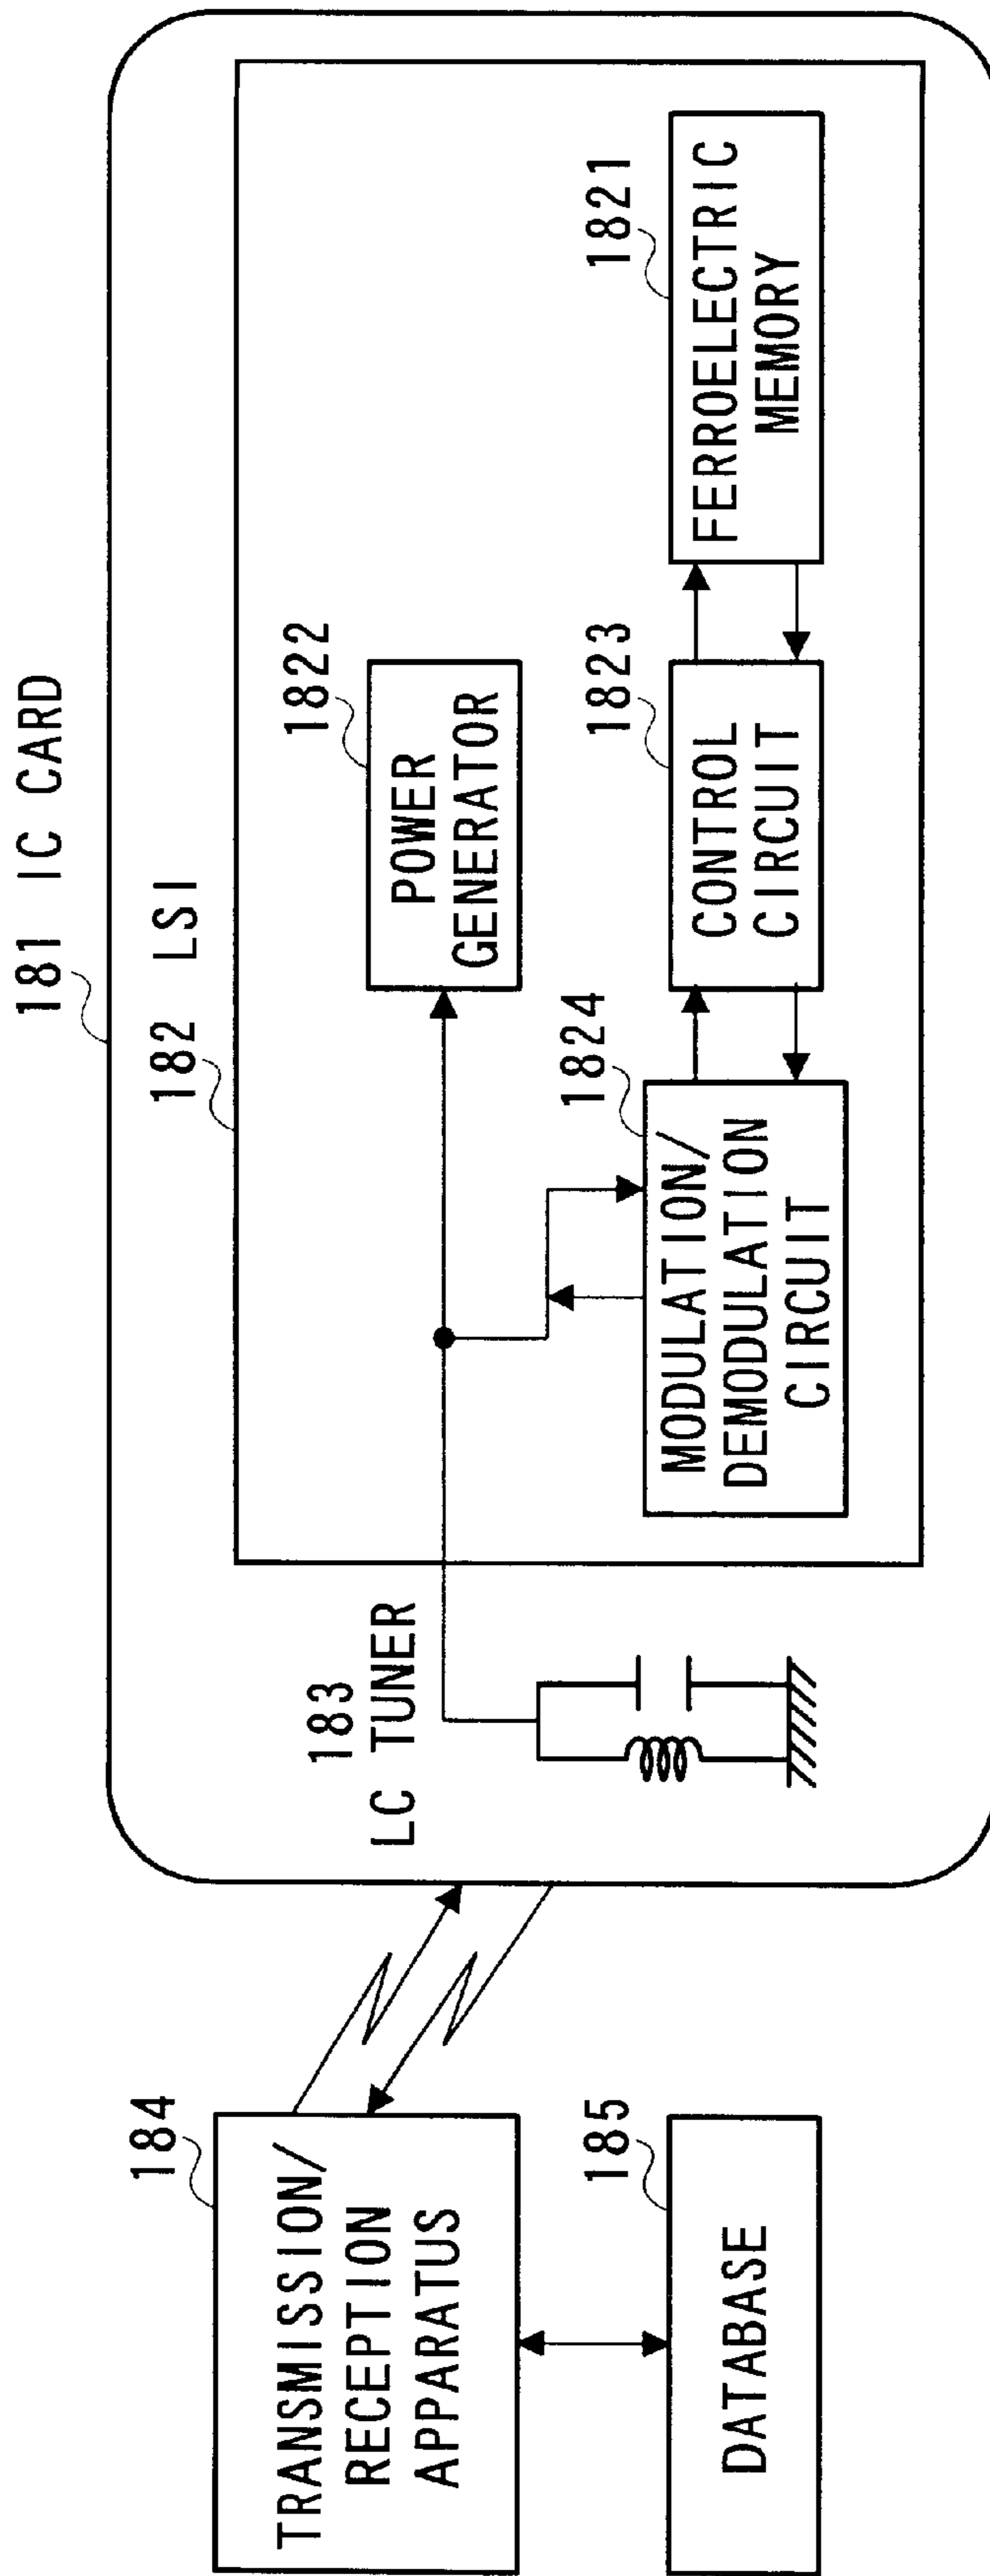 181 IC CARD
182 LSI
184
TRANSMISSION/
RECEPTION
APPARATUS
185
DATABASE
183
LC TUNER
1822
POWER
GENERATOR
1824
MODULATION/
DEMODULATION
CIRCUIT
1823
CONTROL
CIRCUIT
1821
FERROELECTRIC
MEMORY